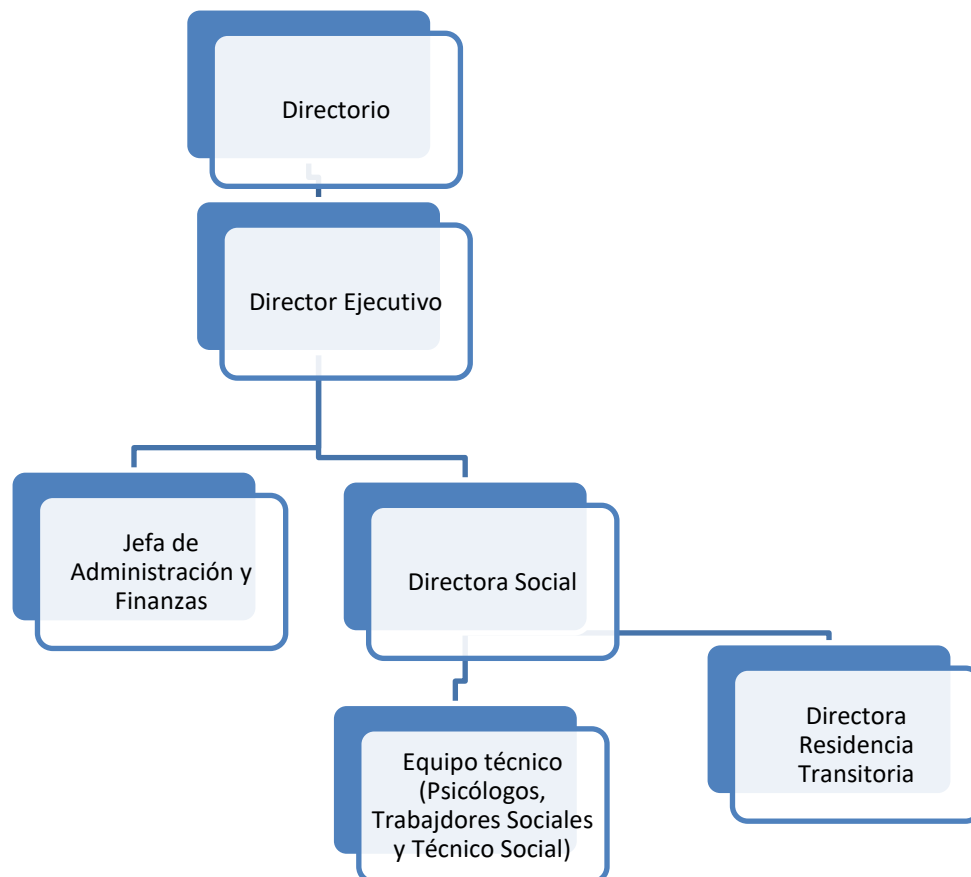 Directorio
Director Ejecutivo
Jefa de
Administración y
Finanzas
Directora Social
Equipo técnico
(Psicólogos,
Trabajdores Sociales
y Técnico Social)
Directora
Residencia
Transitoria